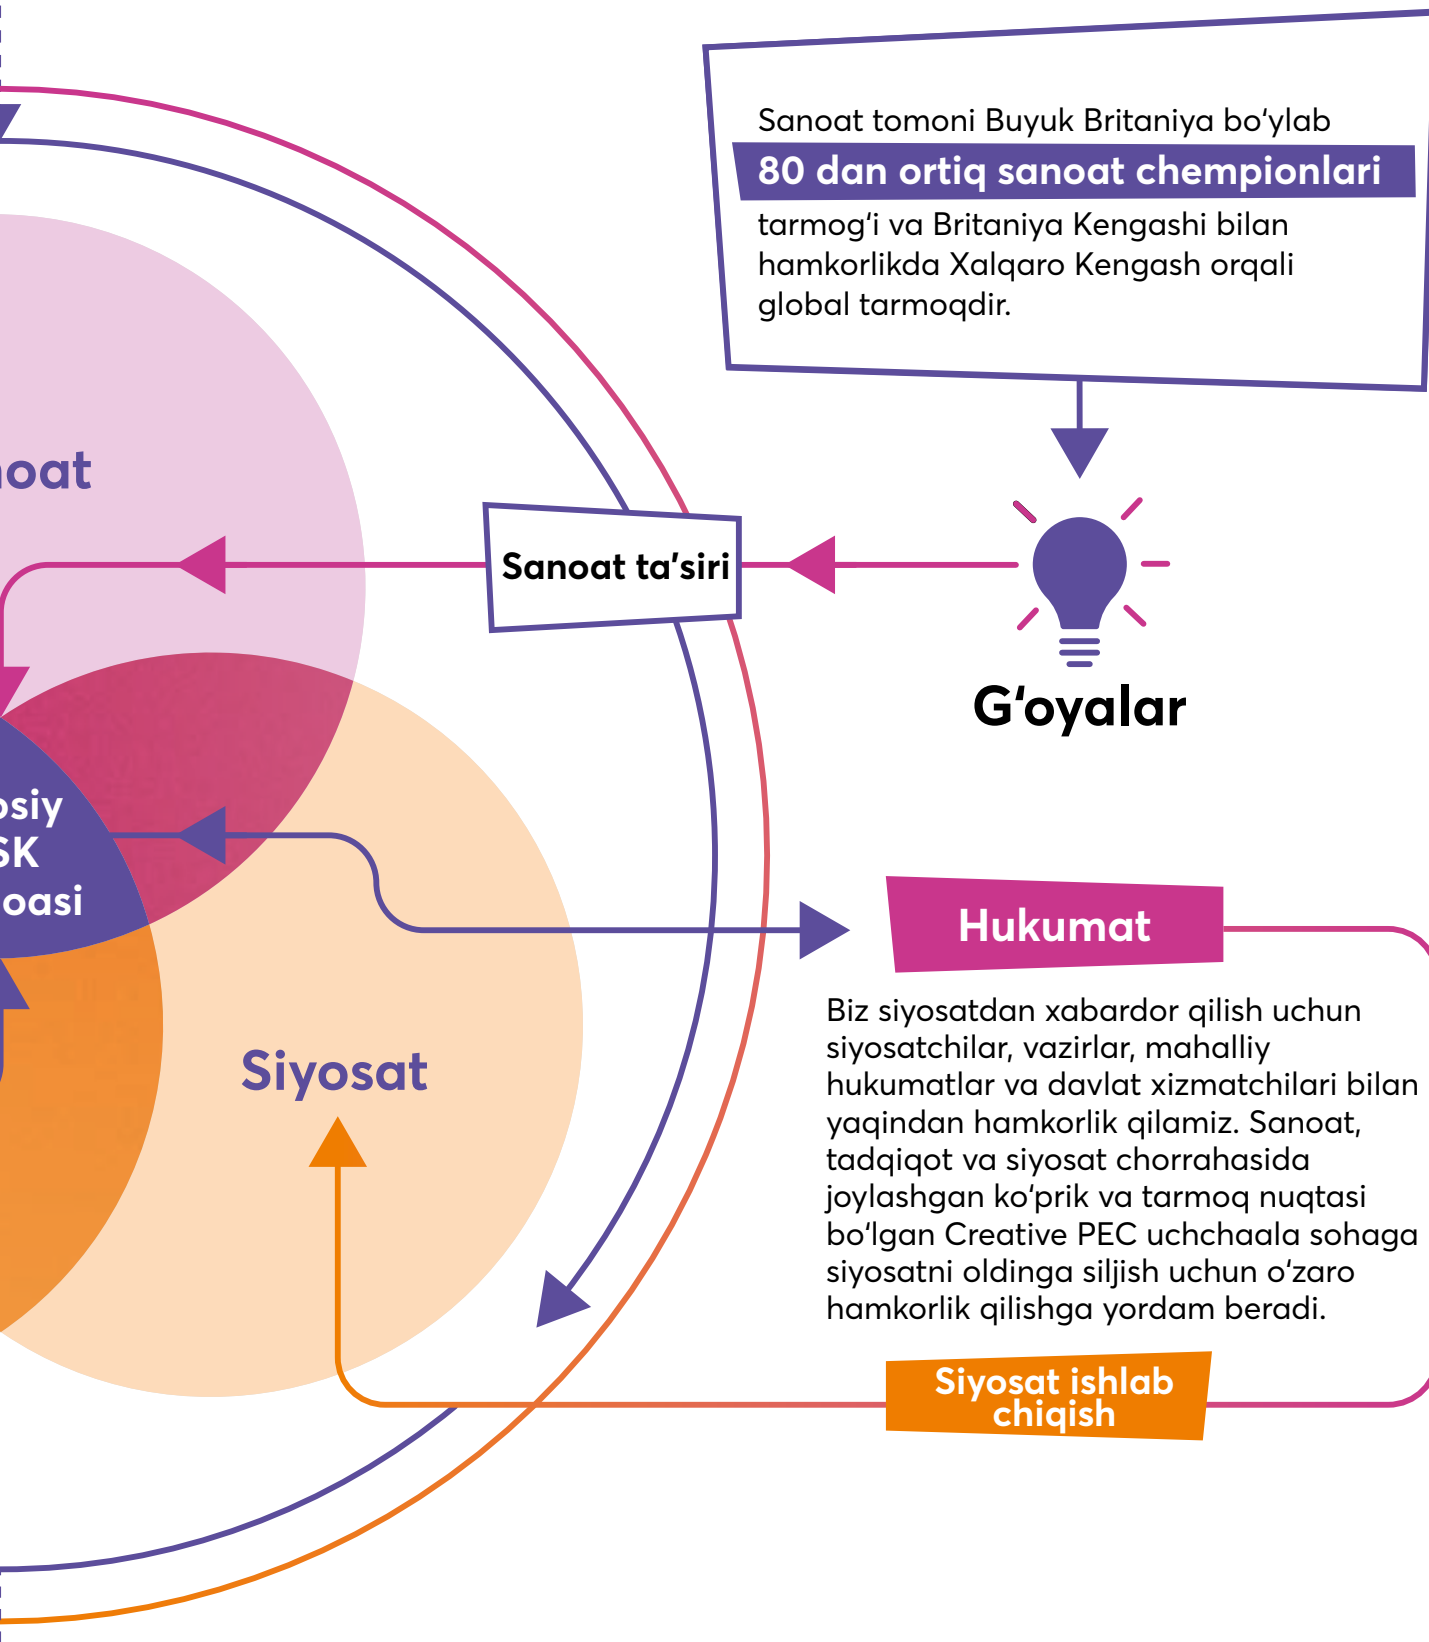 Sanoat tomoni Buyuk Britaniya bo‘ylab
80 dan ortiq sanoat chempionlari
tarmog‘i va Britaniya Kengashi bilan
hamkorlikda Xalqaro Kengash orqali
global tarmoqdir.
noat
Sanoat ta’siri
G‘oyalar
osiy
SK
oasi
Hukumat
Biz siyosatdan xabardor qilish uchun
siyosatchilar, vazirlar, mahalliy
hukumatlar va davlat xizmatchilari bilan
yaqindan hamkorlik qilamiz. Sanoat,
tadqiqot va siyosat chorrahasida
joylashgan ko‘prik va tarmoq nuqtasi
bo‘lgan Creative PEC uchchaala sohaga
siyosatni oldinga siljish uchun o‘zaro
hamkorlik qilishga yordam beradi.
Siyosat
Siyosat ishlab
chiqish